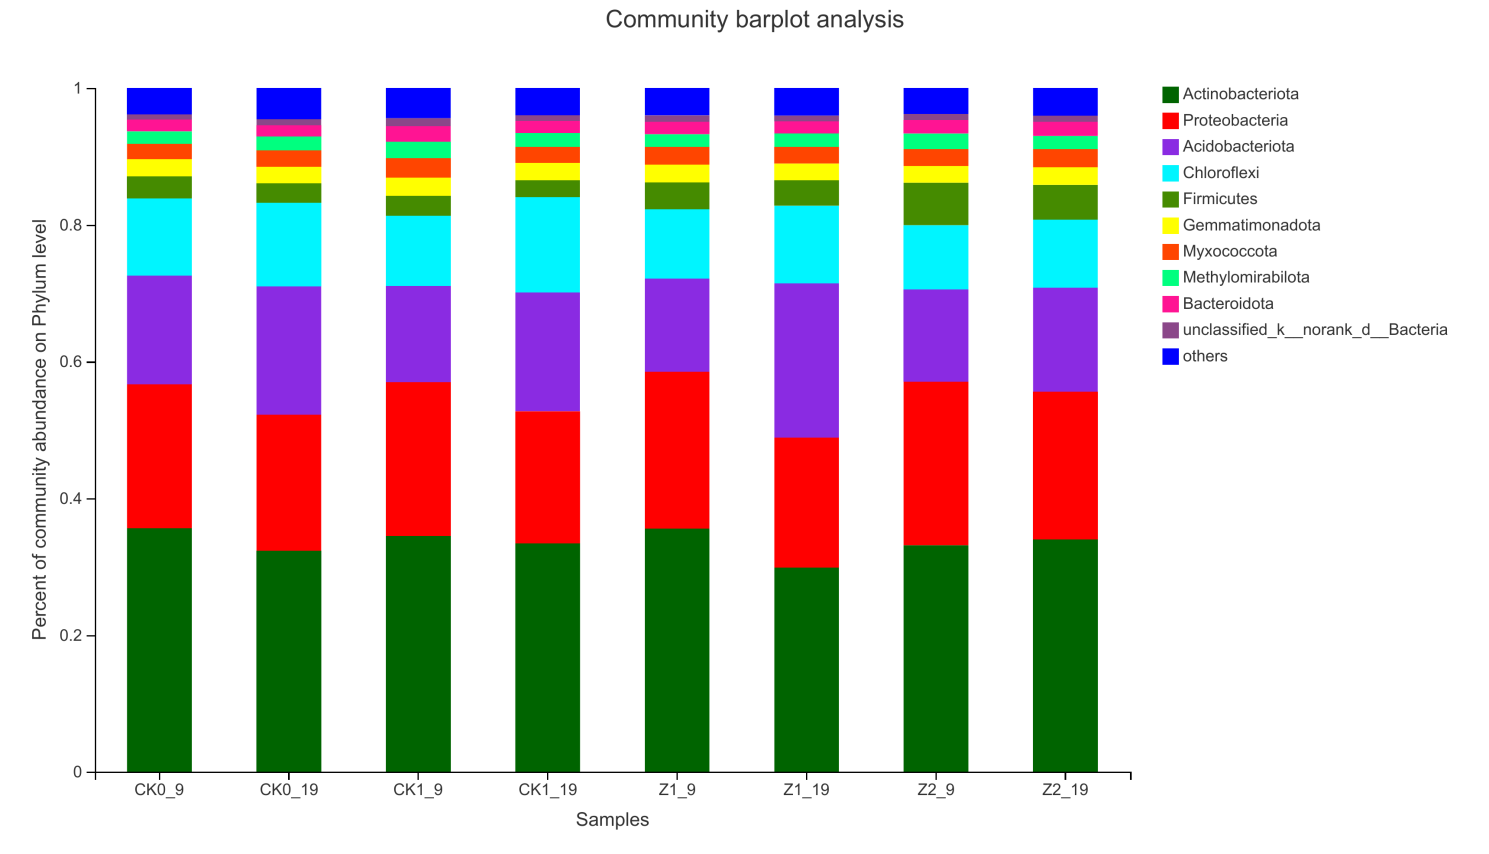 Community barplot analysis
Percent of community abundance on Phylum level
1
0.8
0.6
0.4
0.2
0
CK0_9
CK0_19
CK1_9
CK1_19
Z1_9
Z1_19
Z2_9
Z2_19
Samples
Actinobacteriota
Proteobacteria
Acidobacteriota
Chloroflexi
Firmicutes
Gemmatimonadota
Myxococcota
Methylomirabilota
Bacteroidota
unclassified_k__norank_d__Bacteria
others